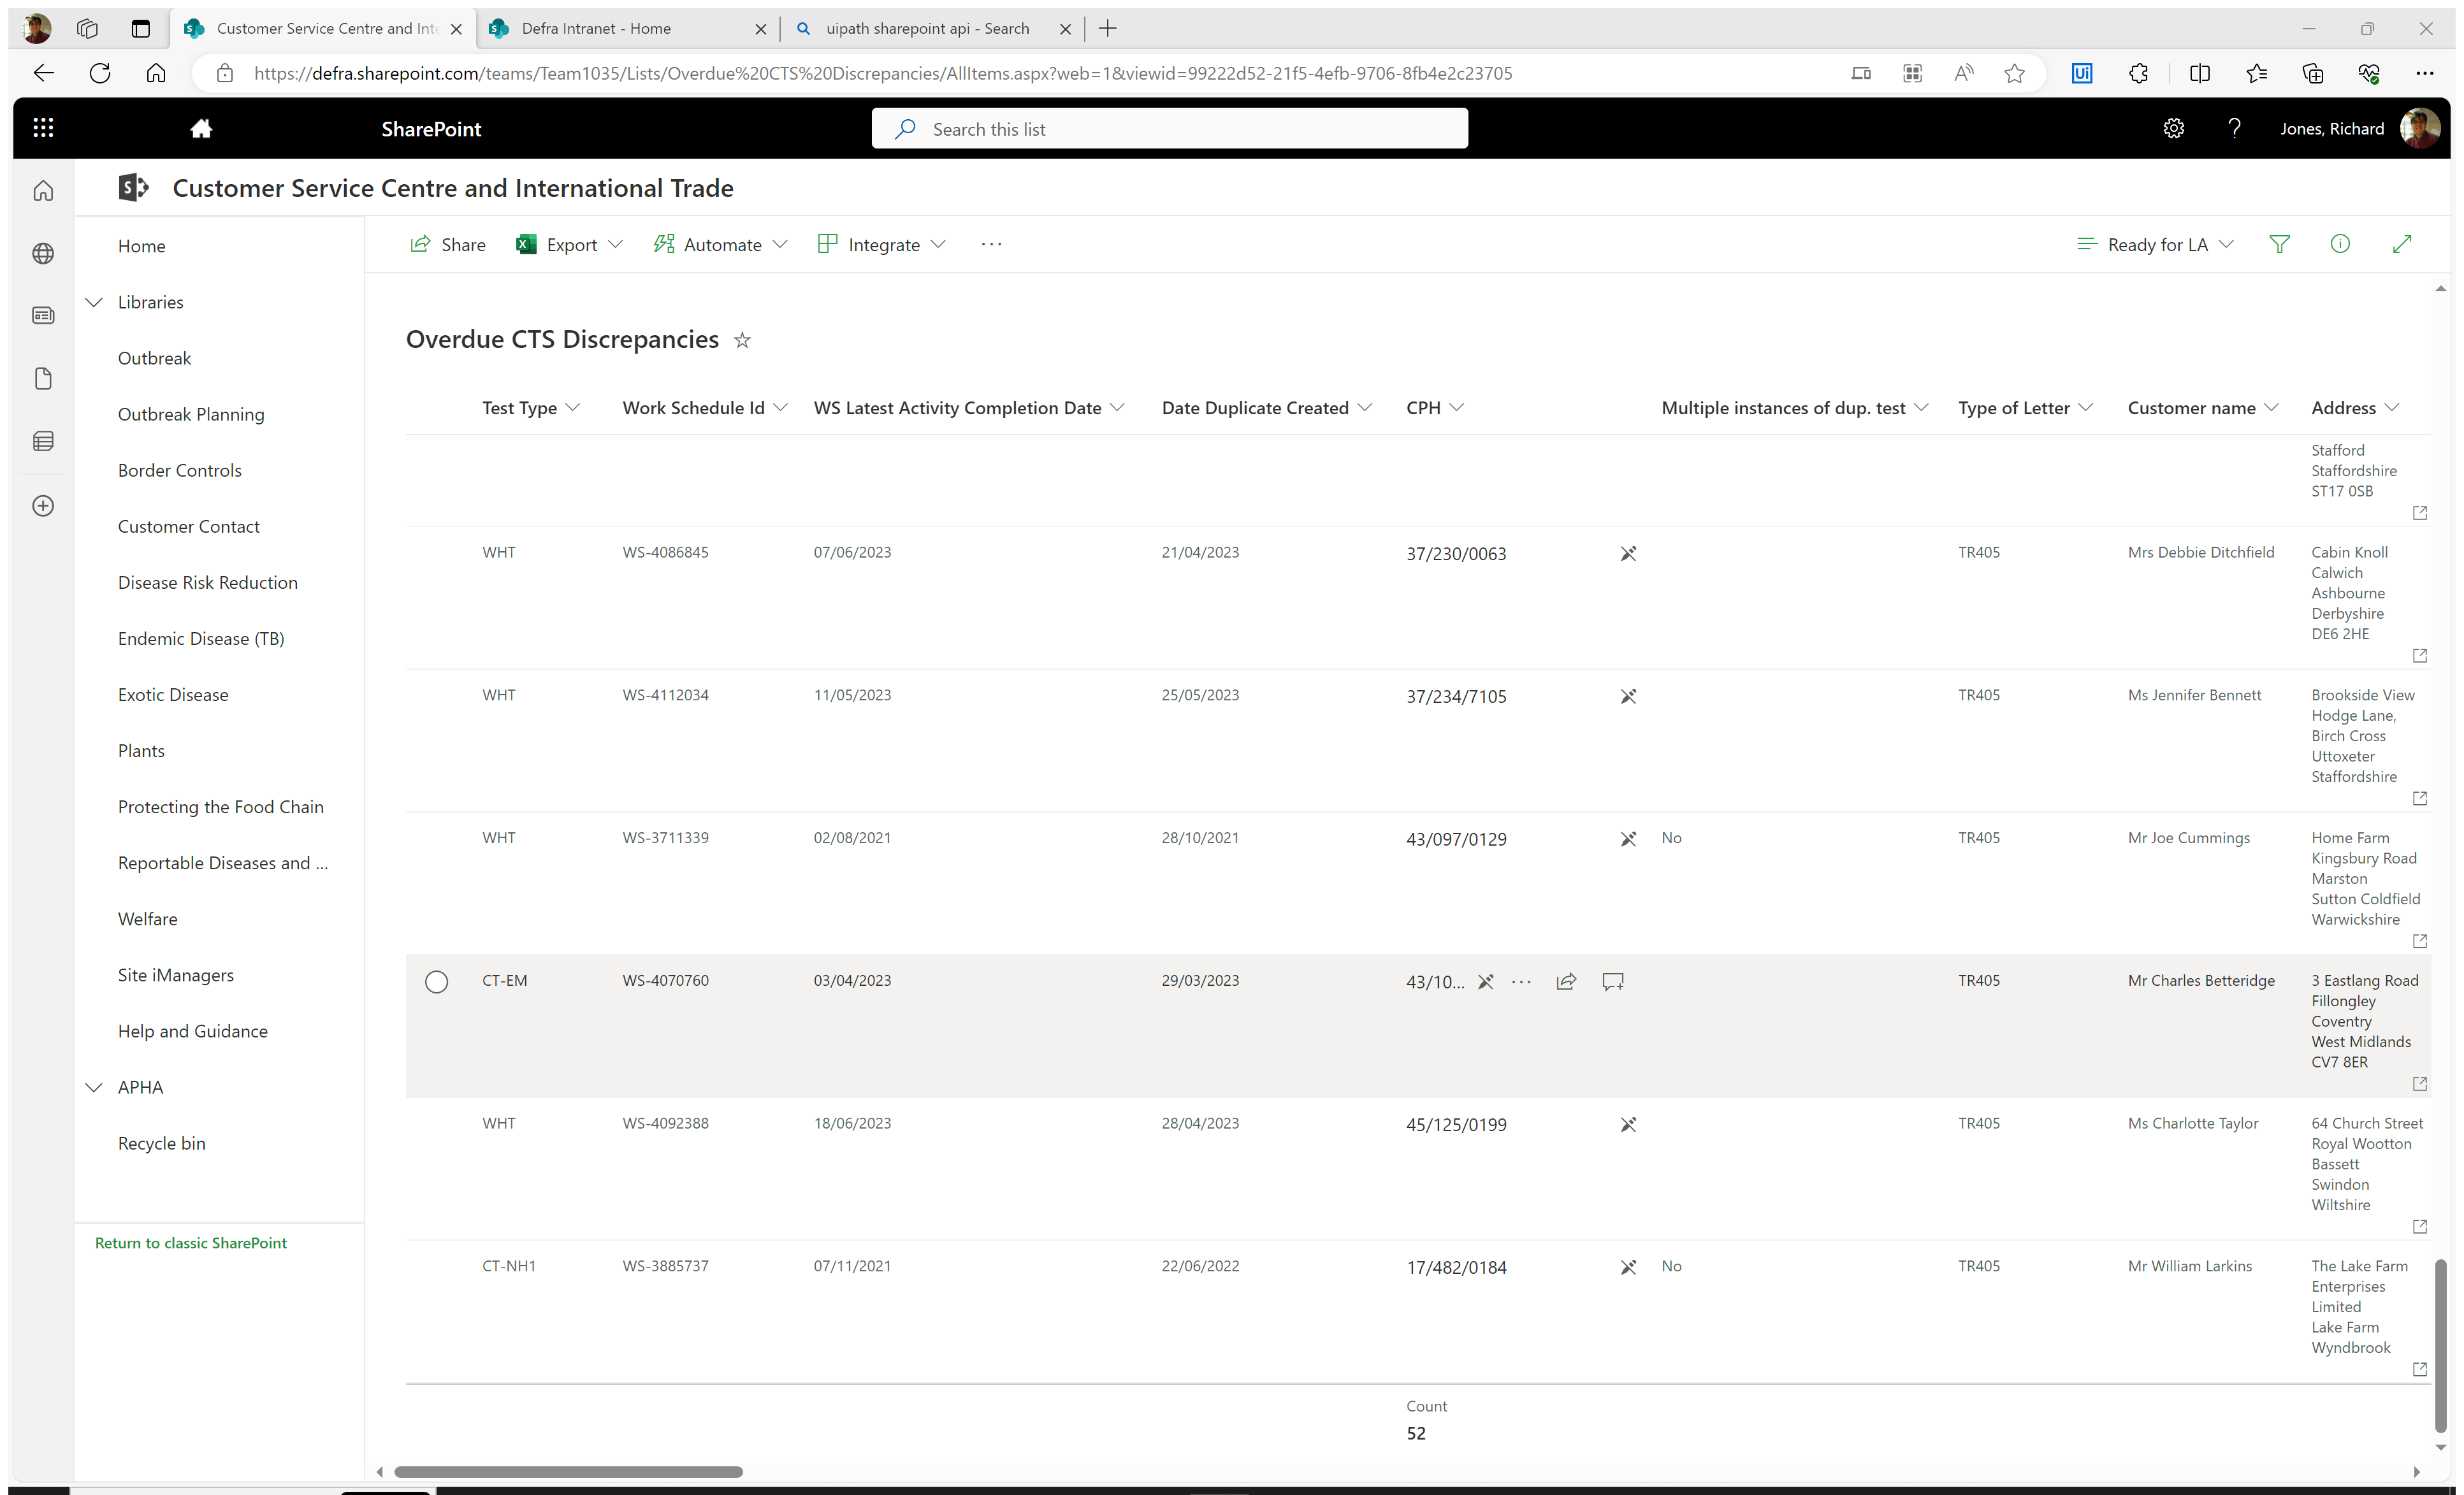 Customer Service Centre and Inte
Defra Intranet - Home
uipath sharepoint api - Search
https://defra.sharepoint.com/teams/Team1035/Lists/Overdue%20CTS%20Discrepancies/AllItems.aspx?web=1&viewid=99222d52-21f5-4efb-9706-8fb4e2c23705
SharePoint
Search this list
Jones, Richard
Customer Service Centre and International Trade
Home
Libraries
Outbreak
Outbreak Planning
Border Controls
Customer Contact
Disease Risk Reduction
Endemic Disease (TB)
Exotic Disease
Plants
Protecting the Food Chain
Reportable Diseases and ...
Welfare
Site iManagers
Help and Guidance
APHA
Recycle bin
Return to classic SharePoint
Share Export Automate Integrate ... Ready for LA
Overdue CTS Discrepancies
Test Type Work Schedule Id WS Latest Activity Completion Date Date Duplicate Created CPH Multiple instances of dup. test Type of Letter Customer name Address
Stafford
Staffordshire
ST17 0SB
WHT WS-4086845 07/06/2023 21/04/2023 37/230/0063 TR405 Mrs Debbie Ditchfield Cabin Knoll
Calwich
Ashbourne
Derbyshire
DE6 2HE
WHT WS-4112034 11/05/2023 25/05/2023 37/234/7105 TR405 Ms Jennifer Bennett Brookside View
Hodge Lane,
Birch Cross
Uttoxeter
Staffordshire
WHT WS-3711339 02/08/2021 28/10/2021 43/097/0129 No TR405 Mr Joe Cummings Home Farm
Kingsbury Road
Marston
Sutton Coldfield
Warwickshire
CT-EM WS-4070760 03/04/2023 29/03/2023 43/10... TR405 Mr Charles Betteridge 3 Eastlang Road
Fillongley
Coventry
West Midlands
CV7 8ER
WHT WS-4092388 18/06/2023 28/04/2023 45/125/0199 TR405 Ms Charlotte Taylor 64 Church Street
Royal Wootton
Bassett
Swindon
Wiltshire
CT-NH1 WS-3885737 07/11/2021 22/06/2022 17/482/0184 No TR405 Mr William Larkins The Lake Farm
Enterprises
Limited
Lake Farm
Wyndbrook
Count
52